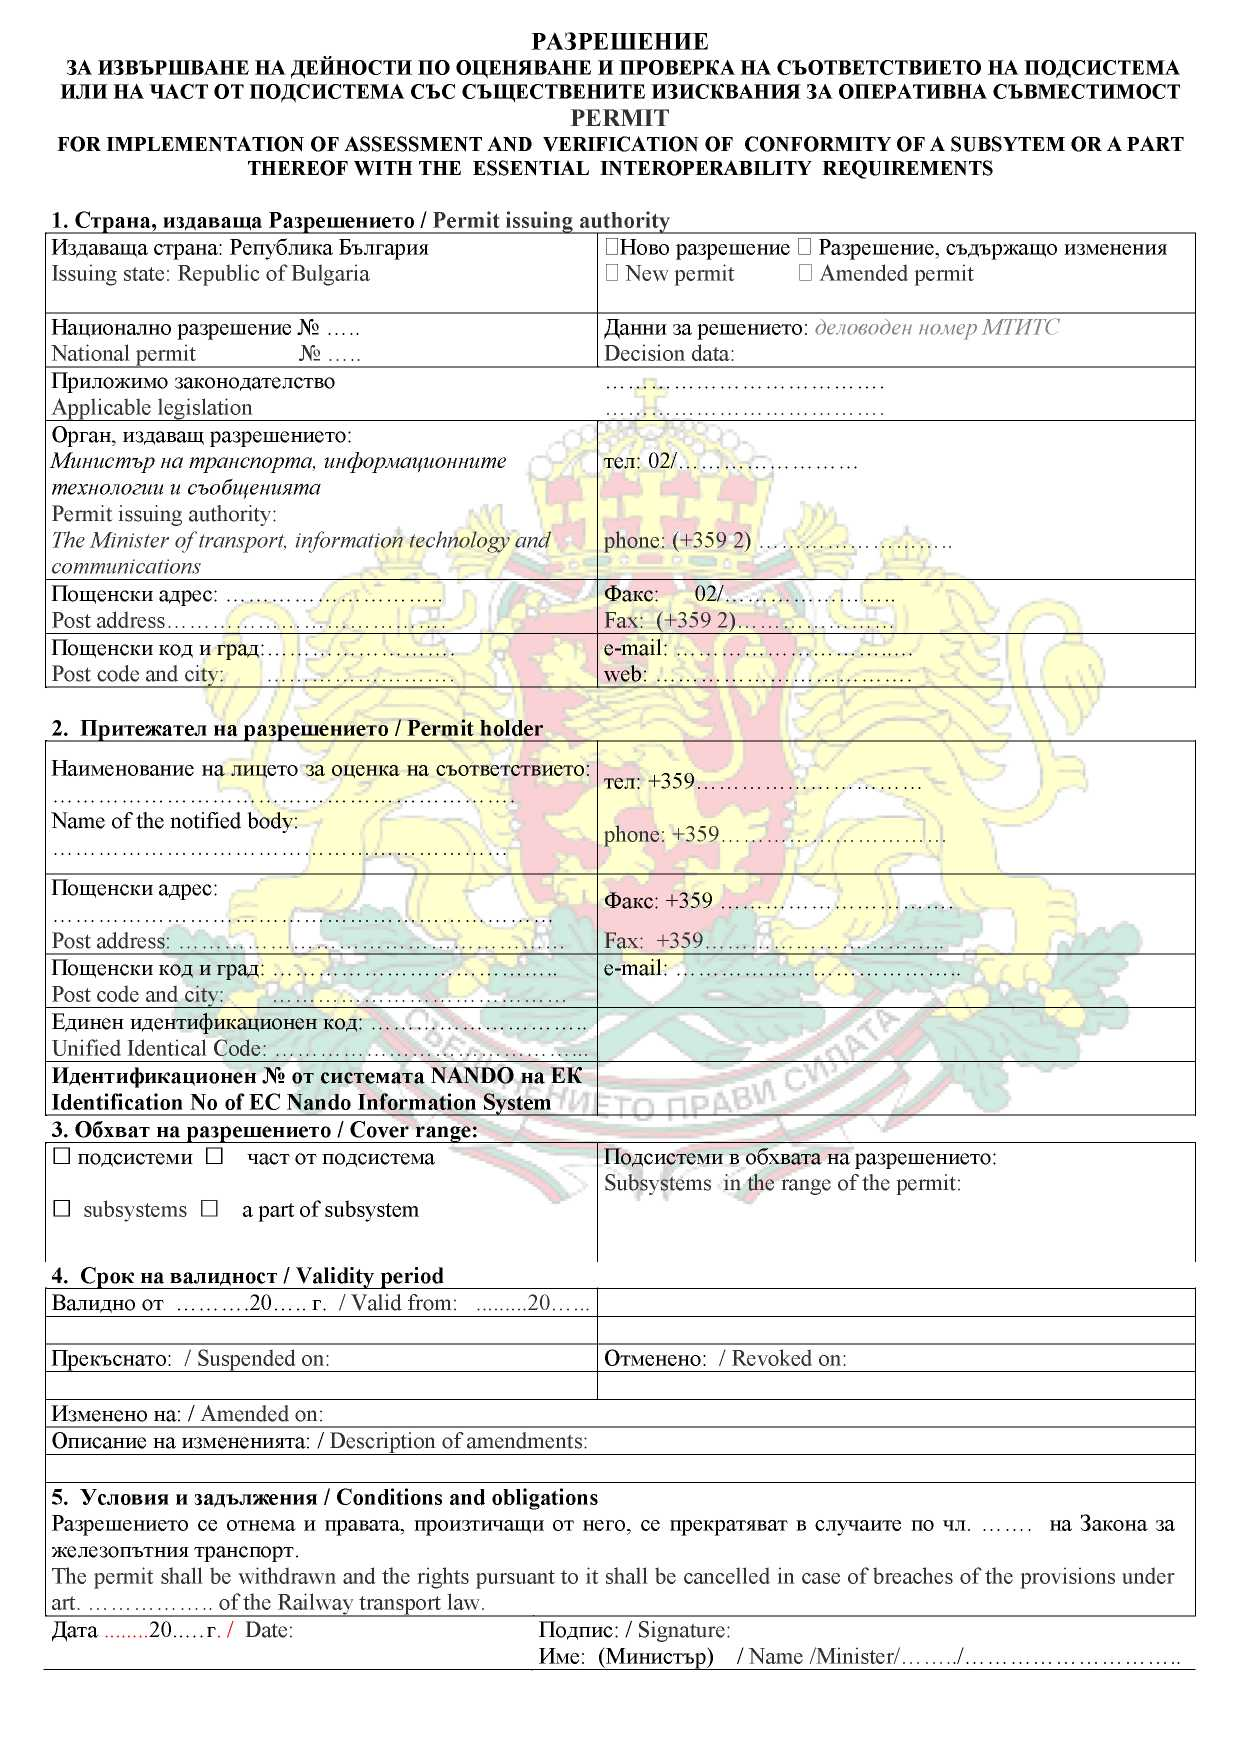 РАЗРЕШЕНИЕ
ЗА ИЗВЪРШВАНЕ НА ДЕЙНОСТИ ПО ОЦЕНЯВАНЕ И ПРОВЕРКА НА СЪОТВЕТСТВИЕТО НА ПОДСИСТЕМА
ИЛИ НА ЧАСТ ОТ ПОДСИСТЕМА СЪС СЪЩЕСТВЕНИТЕ ИЗИСКВАНИЯ ЗА ОПЕРАТИВНА СЪВМЕСТИМОСТ
PERMIT
FOR IMPLEMENTATION OF ASSESSMENT AND VERIFICATION OF CONFORMITY OF A SUBSYTEM OR A PART
THEREOF WITH THE ESSENTIAL INTEROPERABILITY REQUIREMENTS
1. Страна, издаваща Разрешението / Permit issuing authority
Издаваща страна: Република България
Issuing state: Republic of Bulgaria
☐Ново разрешение ☐ Разрешение, съдържащо изменения
☐ New permit ☐ Amended permit
Национално разрешение № …..
National permit № …..
Данни за решението: деловоден номер МТИТС
Decision data:
Приложимо законодателство ……………………………….
Applicable legislation ……………………………….
Орган, издаващ разрешението:
Министър на транспорта, информационните
технологии и съобщенията
Permit issuing authority:
The Minister of transport, information technology and
communications
тел: 02/……………………
phone: (+359 2) ……………………..
Пощенски адрес: ………………………..
Post address……………………………….
Факс: 02/…………………..
Fax: (+359 2)…………………
Пощенски код и град:…………………….
Post code and city: …………………….
e-mail: …………………………..
web: …………………………….
2. Притежател на разрешението / Permit holder
Наименование на лицето за оценка на съответствието:
…………………………………………………….
Name of the notified body:
……………………………………………………
тел: +359…………………………
phone: +359…………………………
Пощенски адрес:
…………………………………………………………
Post address: ……………………………………………
Факс: +359 ………………………….
Fax: +359…………………………..
Пощенски код и град: ………………………………..
Post code and city: …………………………………
e-mail: ………………………………..
Единен идентификационен код: ………………………..
Unified Identical Code: …………………………………...
Идентификационен № от системата NANDO на ЕК
Identification No of EC Nando Information System
СЪЕДИНЕНИЕТО ПРАВИ СИЛАТА
3. Обхват на разрешението / Cover range:
☐ подсистеми ☐ част от подсистема
☐ subsystems ☐ a part of subsystem
Подсистеми в обхвата на разрешението:
Subsystems in the range of the permit:
4. Срок на валидност / Validity period
Валидно от ……….20….. г. / Valid from: .........20…...
Прекъснато: / Suspended on:
Отменено: / Revoked on:
Изменено на: / Amended on:
Описание на измененията: / Description of amendments:
5. Условия и задължения / Conditions and obligations
Разрешението се отнема и правата, произтичащи от него, се прекратяват в случаите по чл. ……. на Закона за
железопътния транспорт.
The permit shall be withdrawn and the rights pursuant to it shall be cancelled in case of breaches of the provisions under
art. …………….. of the Railway transport law.
Дата ........20..…г. / Date:
Подпис: / Signature:
Име: (Министър) / Name /Minister/……../………………………..